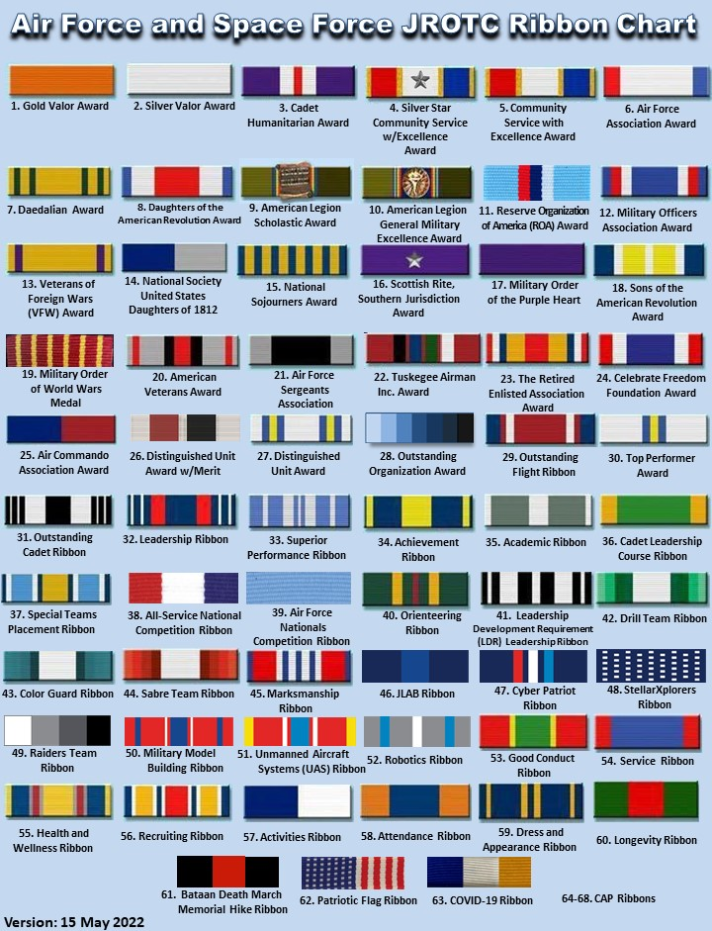 Air Force and Space Force JROTC Ribbon Chart
1. Gold Valor Award
2. Silver Valor Award
3. Cadet
Humanitarian Award
4. Silver Star
Community Service
w/Excellence
Award
5. Community
Service with
Excellence Award
6. Air Force
Association Award
7. Daedalian Award
8. Daughters of the
American Revolution Award
9. American Legion
Scholastic Award
10. American Legion
General Military
Excellence Award
11. Reserve Organization
of America (ROA) Award
12. Military Officers
Association Award
13. Veterans of
Foreign Wars
(VFW) Award
14. National Society
United States
Daughters of 1812
15. National
Sojourners Award
16. Scottish Rite,
Southern Jurisdiction
Award
17. Military Order
of the Purple Heart
18. Sons of the
American Revolution
Award
19. Military Order
of World Wars
Medal
20. American
Veterans Award
21. Air Force
Sergeants
Association
22. Tuskegee Airman
Inc. Award
23. The Retired
Enlisted Association
Award
24. Celebrate Freedom
Foundation Award
25. Air Commando
Association Award
26. Distinguished Unit
Award w/Merit
27. Distinguished
Unit Award
28. Outstanding
Organization Award
29. Outstanding
Flight Ribbon
30. Top Performer
Award
31. Outstanding
Cadet Ribbon
32. Leadership Ribbon
33. Superior
Performance Ribbon
34. Achievement
Ribbon
35. Academic Ribbon
36. Cadet Leadership
Course Ribbon
37. Special Teams
Placement Ribbon
38. All-Service National
Competition Ribbon
39. Air Force
Nationals
Competition Ribbon
40. Orienteering
Ribbon
41. Leadership
Development Requirement
(LDR) Leadership Ribbon
42. Drill Team Ribbon
43. Color Guard Ribbon
44. Sabre Team Ribbon
45. Marksmanship
Ribbon
46. JLAB Ribbon
47. Cyber Patriot
Ribbon
48. StellarXplorers
Ribbon
49. Raiders Team
Ribbon
50. Military Model
Building Ribbon
51. Unmanned Aircraft
Systems (UAS) Ribbon
52. Robotics Ribbon
53. Good Conduct
Ribbon
54. Service Ribbon
55. Health and
Wellness Ribbon
56. Recruiting Ribbon
57. Activities Ribbon
58. Attendance Ribbon
59. Dress and
Appearance Ribbon
60. Longevity Ribbon
61. Bataan Death March
Memorial Hike Ribbon
62. Patriotic Flag Ribbon
63. COVID-19 Ribbon
64-68. CAP Ribbons
Version: 15 May 2022